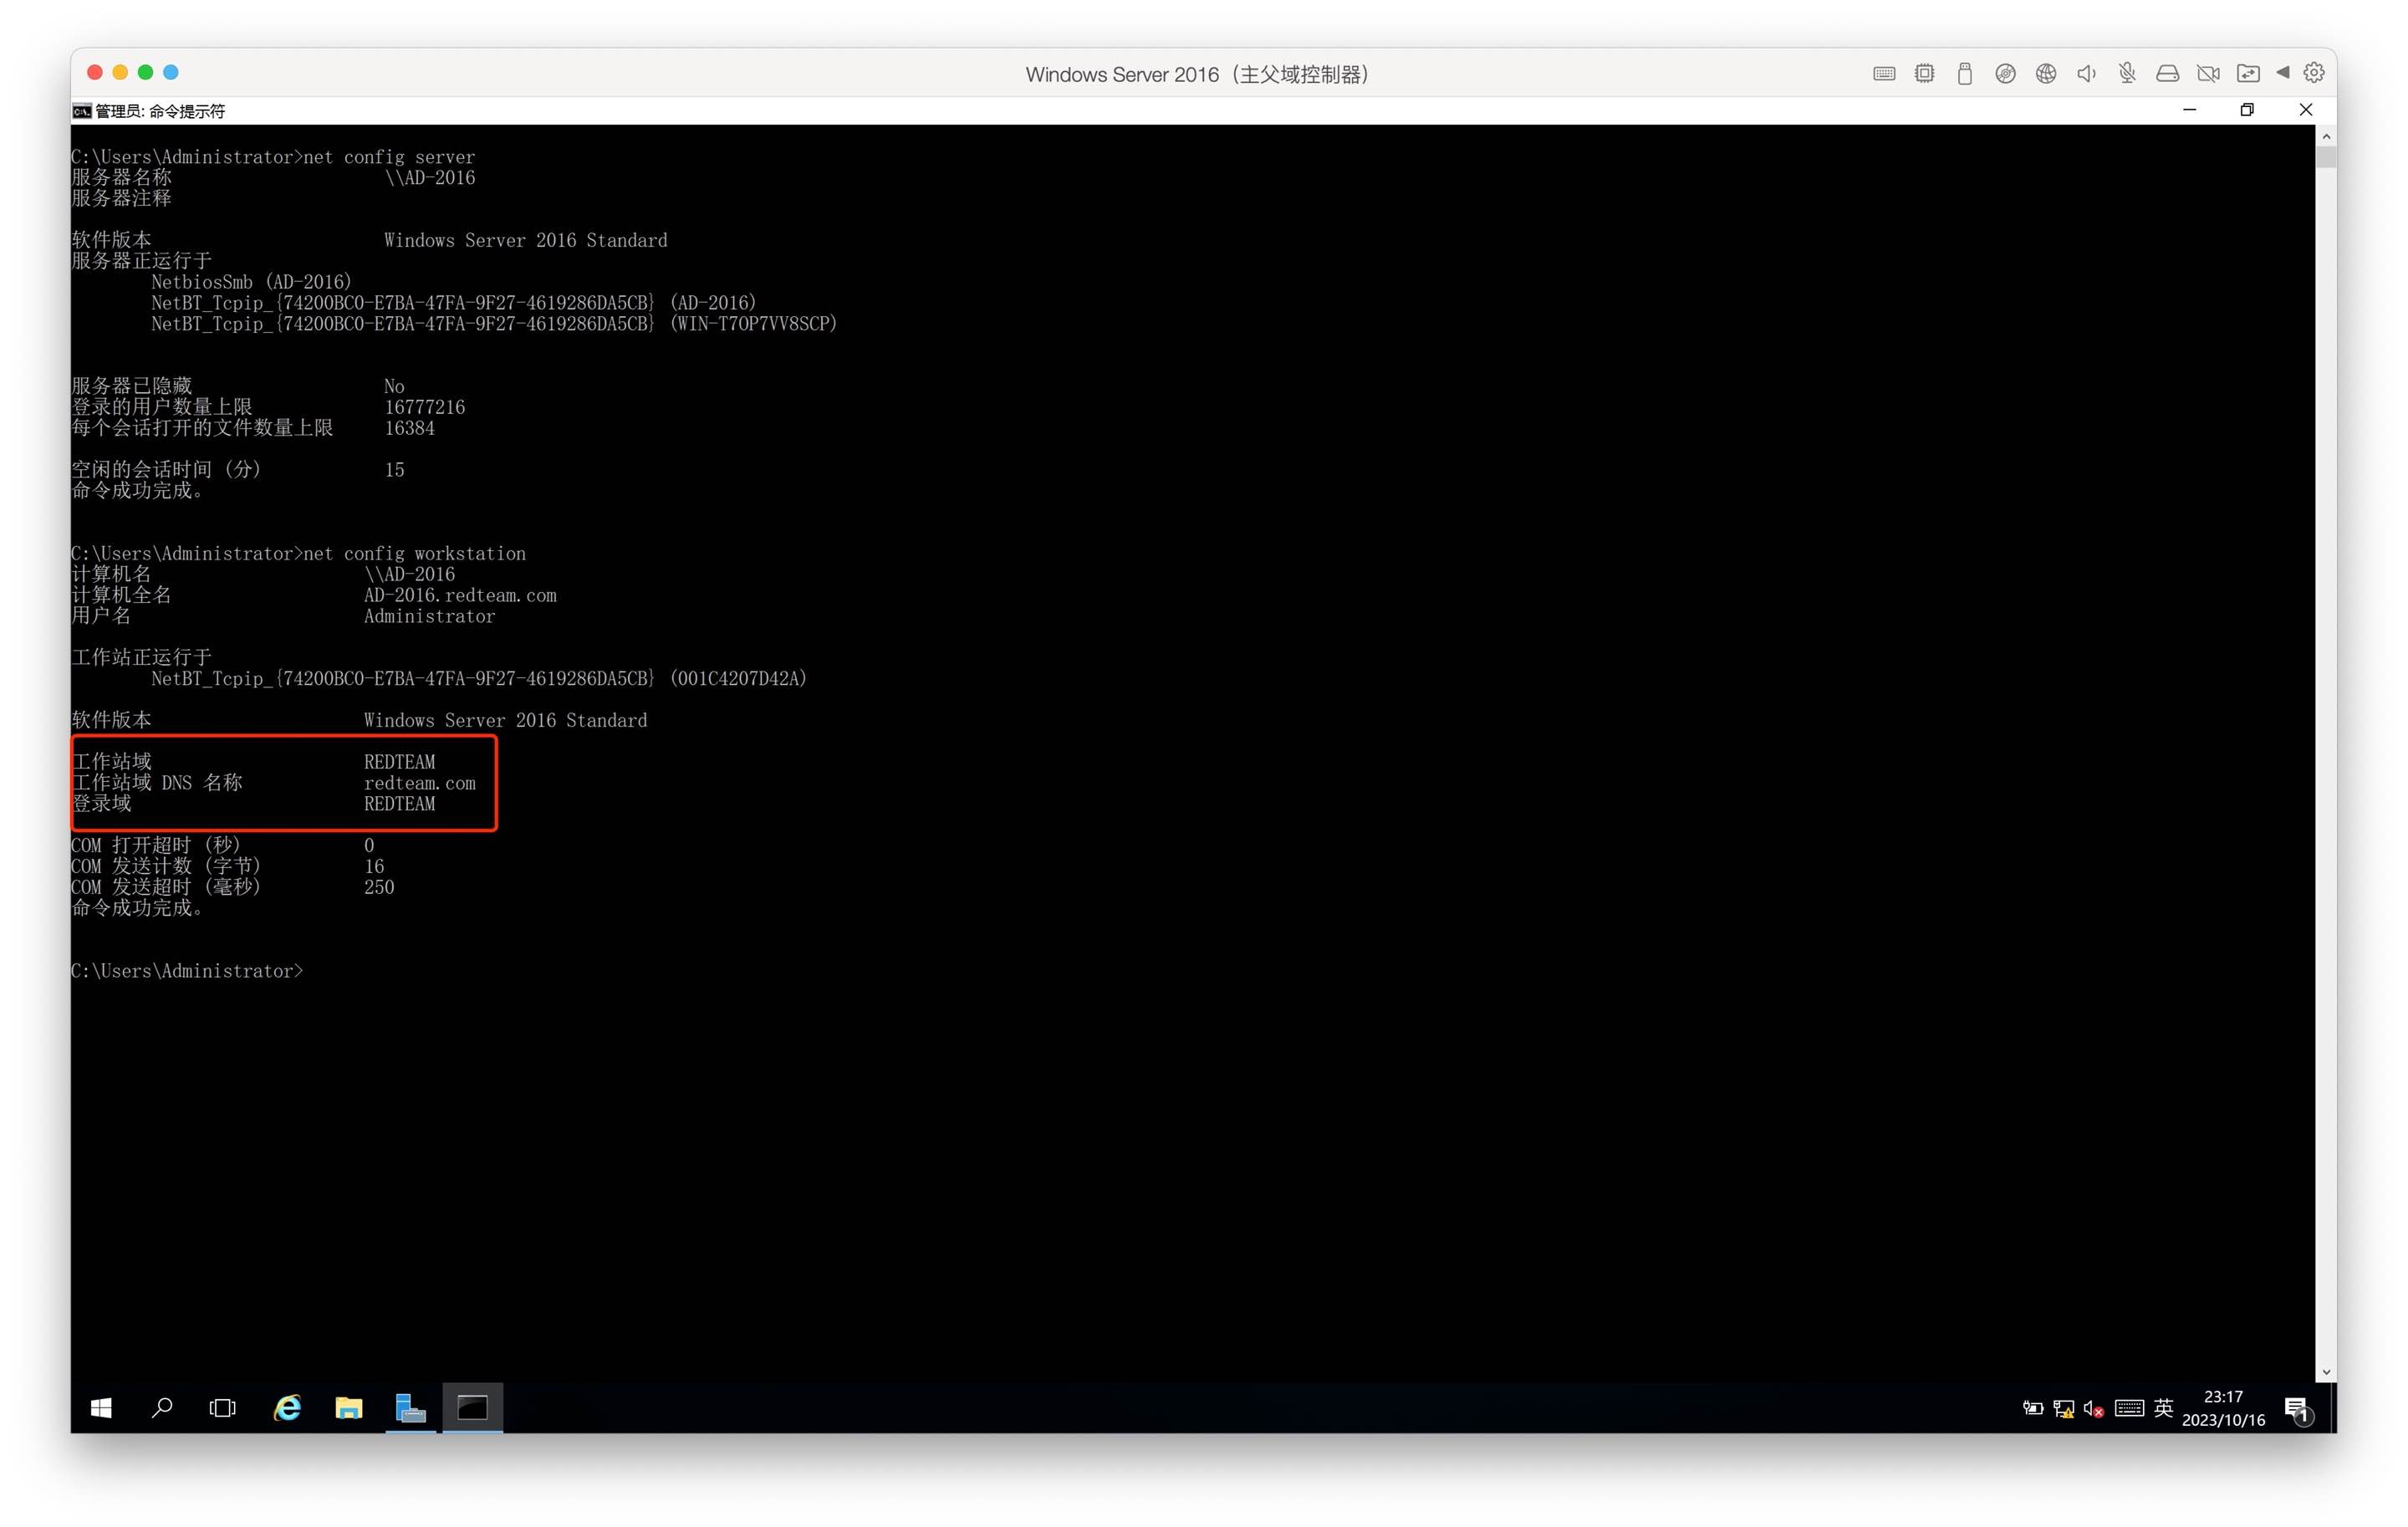 Windows Server 2016（主父域控制器）
管理员: 命令提示符
C:\Users\Administrator>net config server
服务器名称 \\AD-2016
服务器注释
软件版本 Windows Server 2016 Standard
服务器正运行于
NetbiosSmb (AD-2016)
NetBT_Tcpip_{74200BC0-E7BA-47FA-9F27-4619286DA5CB} (AD-2016)
NetBT_Tcpip_{74200BC0-E7BA-47FA-9F27-4619286DA5CB} (WIN-T7OP7VV8SCP)
服务器已隐藏 No
登录的用户数量上限 16777216
每个会话打开的文件数量上限 16384
空闲的会话时间 (分) 15
命令成功完成。
C:\Users\Administrator>net config workstation
计算机名 \\AD-2016
计算机全名 AD-2016.redteam.com
用户名 Administrator
工作站正运行于
NetBT_Tcpip_{74200BC0-E7BA-47FA-9F27-4619286DA5CB} (001C4207D42A)
软件版本 Windows Server 2016 Standard
工作站域 REDTEAM
工作站域 DNS 名称 redteam.com
登录域 REDTEAM
COM 打开超时 (秒) 0
COM 发送计数 (字节) 16
COM 发送超时 (毫秒) 250
命令成功完成。
C:\Users\Administrator>
英
23:17
2023/10/16
1